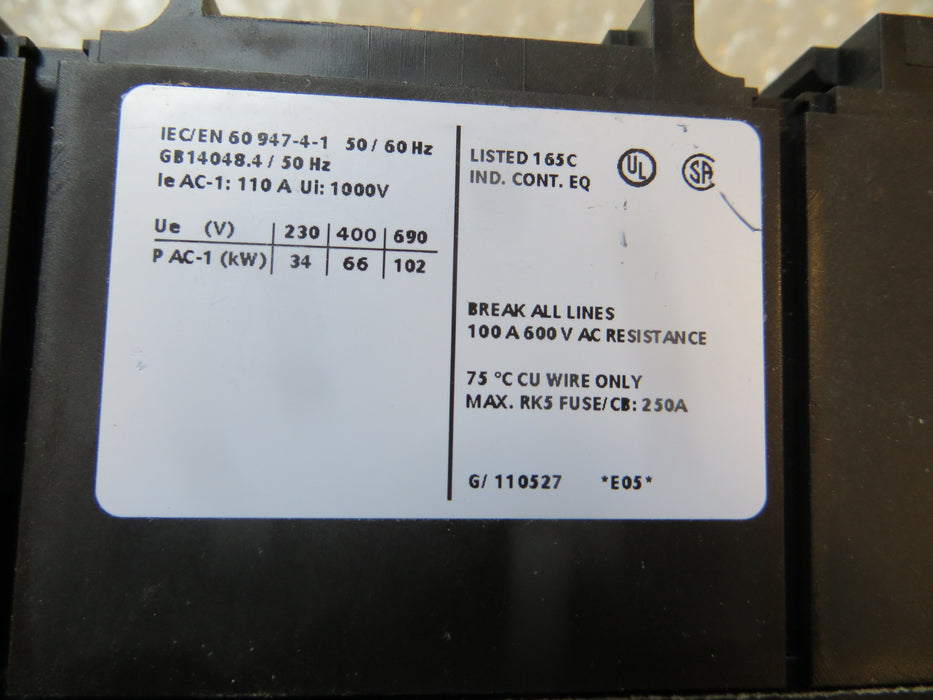 IEC/EN 60 947-4-1 50 / 60 Hz
GB14048.4 / 50 Hz
Ie AC-1: 110 A Ui: 1000V
Ue (V) 230 400 690
P AC-1 (kW) 34 66 102
LISTED 165C
IND. CONT. EQ
UL
SA
BREAK ALL LINES
100 A 600 V AC RESISTANCE
75 °C CU WIRE ONLY
MAX. RK5 FUSE/CB: 250A
G/ 110527 *E05*